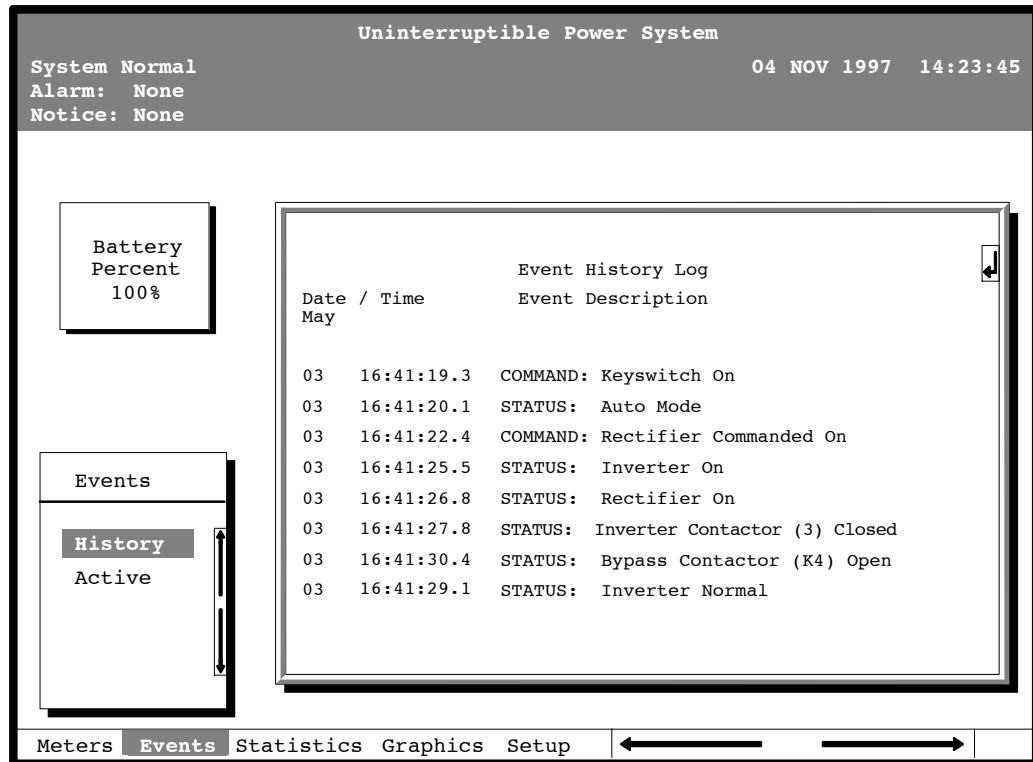 Uninterruptible Power System
System Normal
04 NOV 1997 14:23:45
Alarm: None
Notice: None
Battery
Percent
100%
Event History Log
Date / Time Event Description
May
03 16:41:19.3 COMMAND: Keyswitch On
03 16:41:20.1 STATUS: Auto Mode
03 16:41:22.4 COMMAND: Rectifier Commanded On
03 16:41:25.5 STATUS: Inverter On
03 16:41:26.8 STATUS: Rectifier On
03 16:41:27.8 STATUS: Inverter Contactor (3) Closed
03 16:41:30.4 STATUS: Bypass Contactor (K4) Open
03 16:41:29.1 STATUS: Inverter Normal
Events
History
Active
Meters Events Statistics Graphics Setup